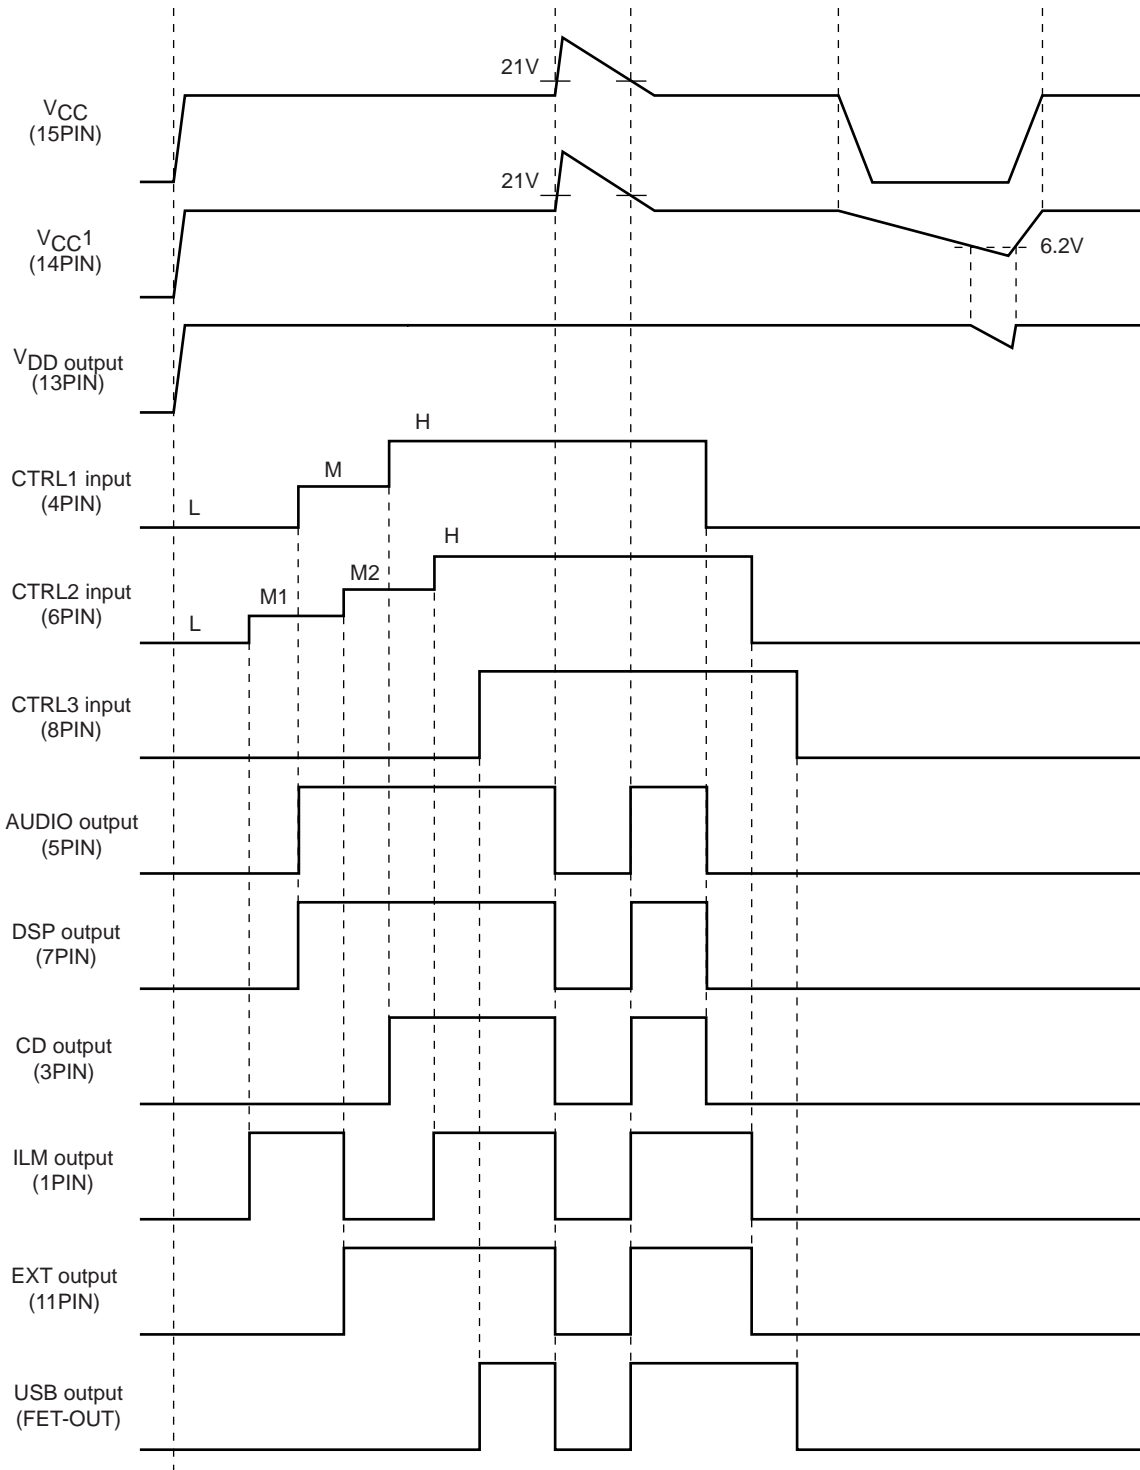 21V
VCC
(15PIN)
21V
VCC1
(14PIN)
6.2V
VDD output
(13PIN)
H
M
CTRL1 input
(4PIN)
L
H
M2
CTRL2 input
(6PIN)
M1
L
CTRL3 input
(8PIN)
AUDIO output
(5PIN)
DSP output
(7PIN)
CD output
(3PIN)
ILM output
(1PIN)
EXT output
(11PIN)
USB output
(FET-OUT)